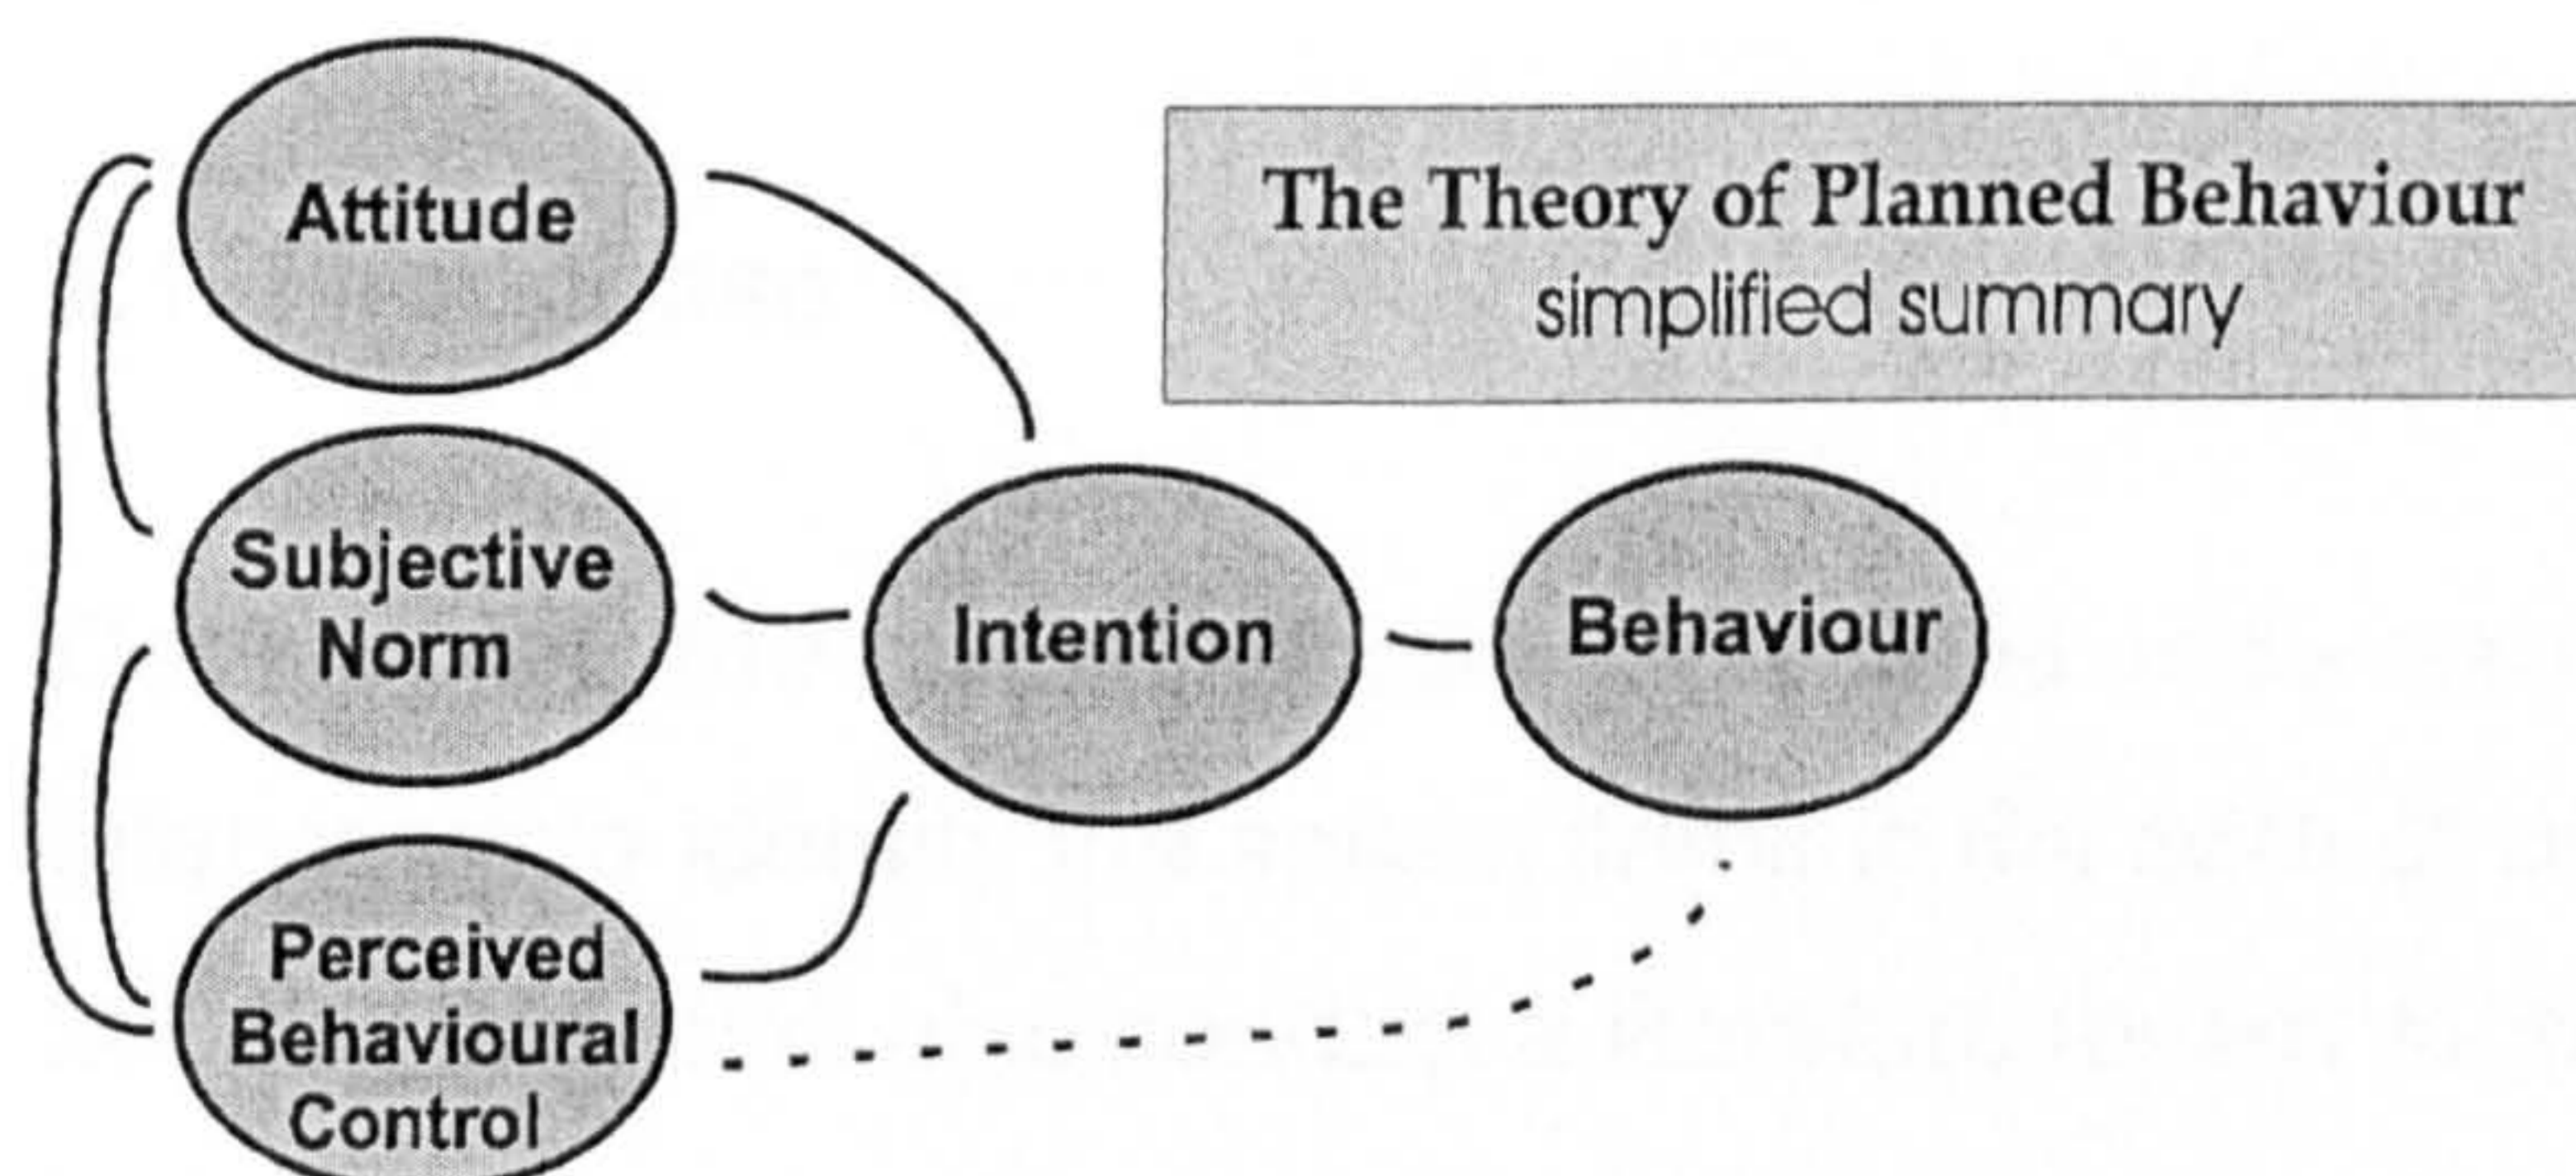 Attitude
The Theory of Planned Behaviour
simplified summary
Subjective
Norm
Intention
Behaviour
Perceived
Behavioural
Control